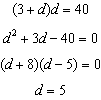 (3 + d)d = 40
d² + 3d − 40 = 0
(d + 8)(d − 5) = 0
d = 5